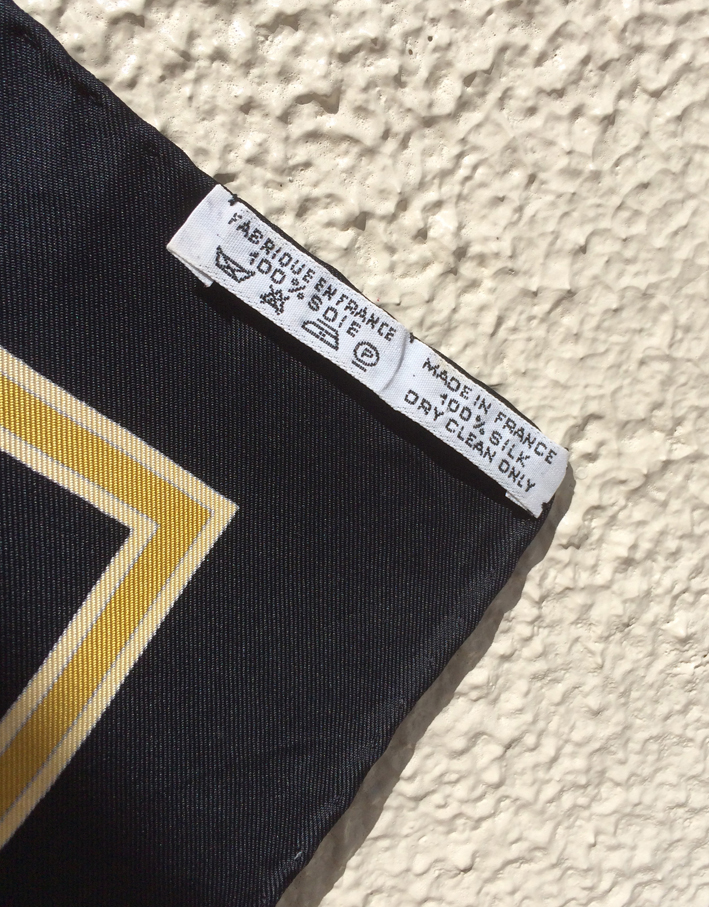 FABRIQUE EN FRANCE
100% SOIE
P
MADE IN FRANCE
100% SILK
DRY CLEAN ONLY